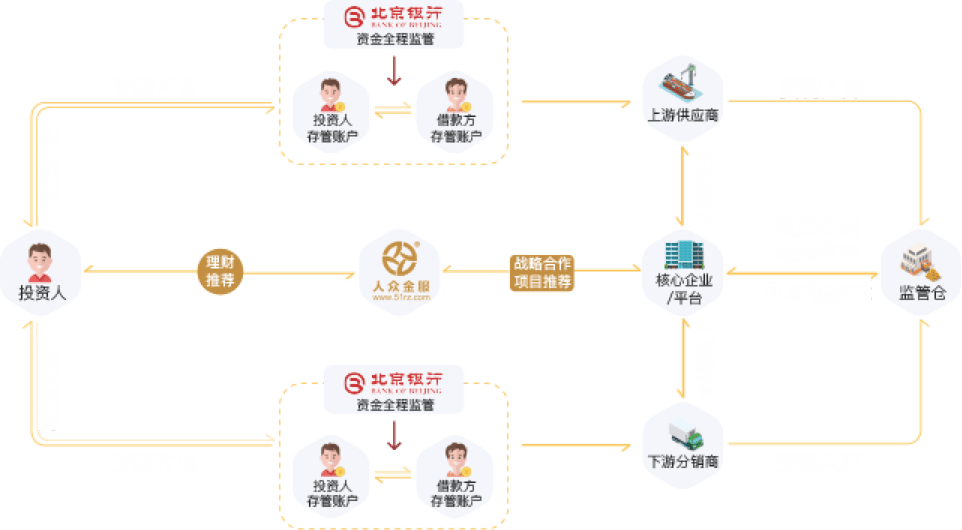 北京银行
BANK OF BEIJING
资金全程监管
投资人
存管账户
借款方
存管账户
上游供应商
投资人
理财
推荐
人众金服
www.51rz.com
战略合作
项目推荐
核心企业
/平台
监管仓
北京银行
BANK OF BEIJING
资金全程监管
投资人
存管账户
借款方
存管账户
下游分销商